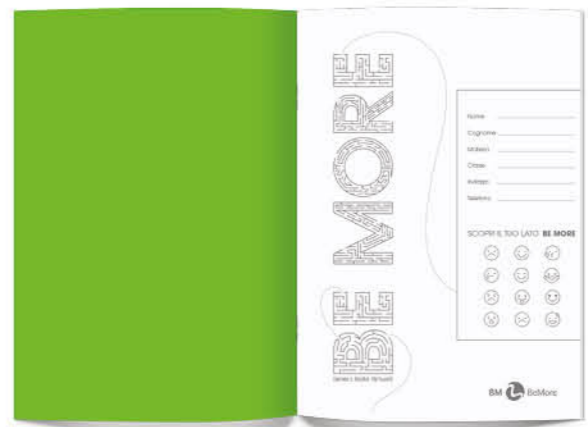 BE MORE
Nome
Cognome
Materia
Classe
Indirizzo
Telefono
SCOPRI IL TUO LATO BE MORE
BM BeMore